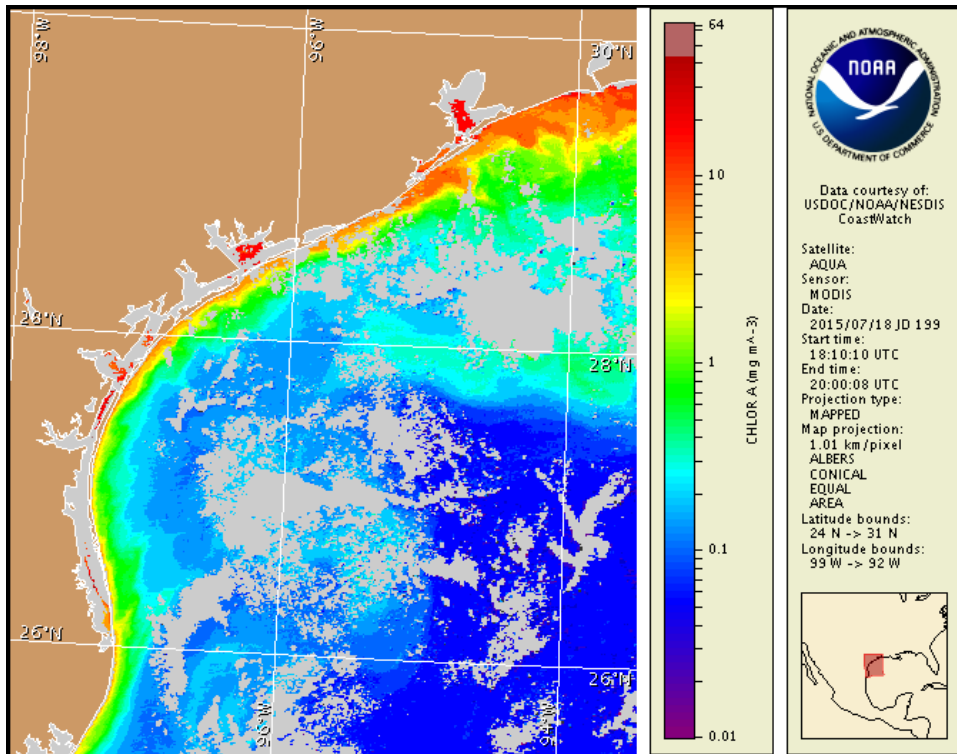 98°W
96°W
30°N
28°N
28°N
26°N
26°N
96°W
94°W
64
10
1
0.1
0.01
CHLOR A (mg m^-3)
NATIONAL OCEANIC AND ATMOSPHERIC ADMINISTRATION
NOAA
U.S. DEPARTMENT OF COMMERCE
Data courtesy of:
USDOC/NOAA/NESDIS
CoastWatch
Satellite:
AQUA
Sensor:
MODIS
Date:
2015/07/18 JD 199
Start time:
18:10:10 UTC
End time:
20:00:08 UTC
Projection type:
MAPPED
Map projection:
1.01 km/pixel
ALBERS
CONICAL
EQUAL
AREA
Latitude bounds:
24 N -> 31 N
Longitude bounds:
99 W -> 92 W